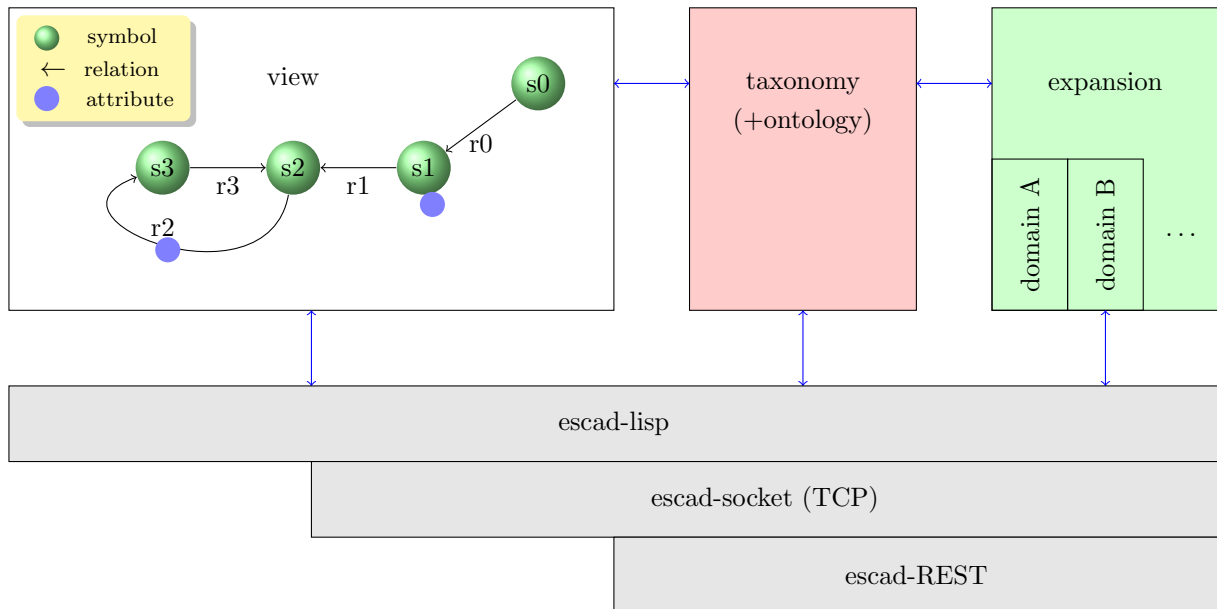 symbol
relation
attribute
view
s0
r0
s3
s2
s1
r3
r1
r2
taxonomy
(+ontology)
expansion
domain A
domain B
...
escad-lisp
escad-socket (TCP)
escad-REST